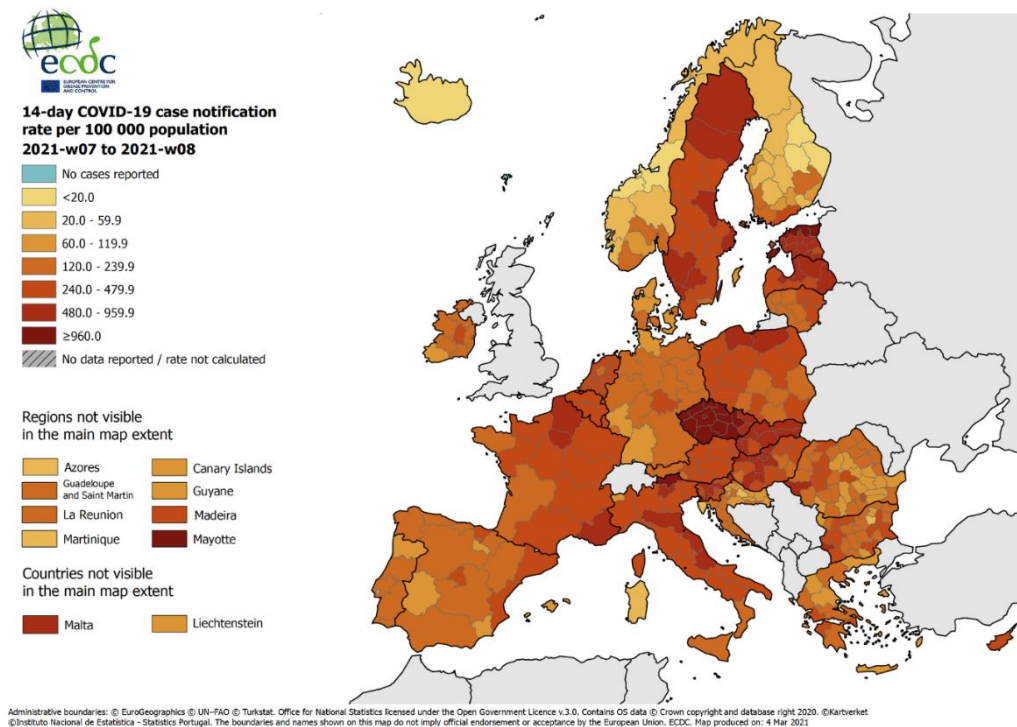 ecdc
EUROPEAN CENTRE FOR
DISEASE PREVENTION
AND CONTROL
14-day COVID-19 case notification
rate per 100 000 population
2021-w07 to 2021-w08
No cases reported
<20.0
20.0 - 59.9
60.0 - 119.9
120.0 - 239.9
240.0 - 479.9
480.0 - 959.9
≥960.0
No data reported / rate not calculated
Regions not visible
in the main map extent
Azores
Canary Islands
Guadeloupe
and Saint Martin
Guyane
La Reunion
Madeira
Martinique
Mayotte
Countries not visible
in the main map extent
Malta
Liechtenstein
Administrative boundaries: © EuroGeographics © UN–FAO © Turkstat. Office for National Statistics licensed under the Open Government Licence v.3.0. Contains OS data © Crown copyright and database right 2020. ©Kartverket
©Instituto Nacional de Estatística - Statistics Portugal. The boundaries and names shown on this map do not imply official endorsement or acceptance by the European Union. ECDC. Map produced on: 4 Mar 2021